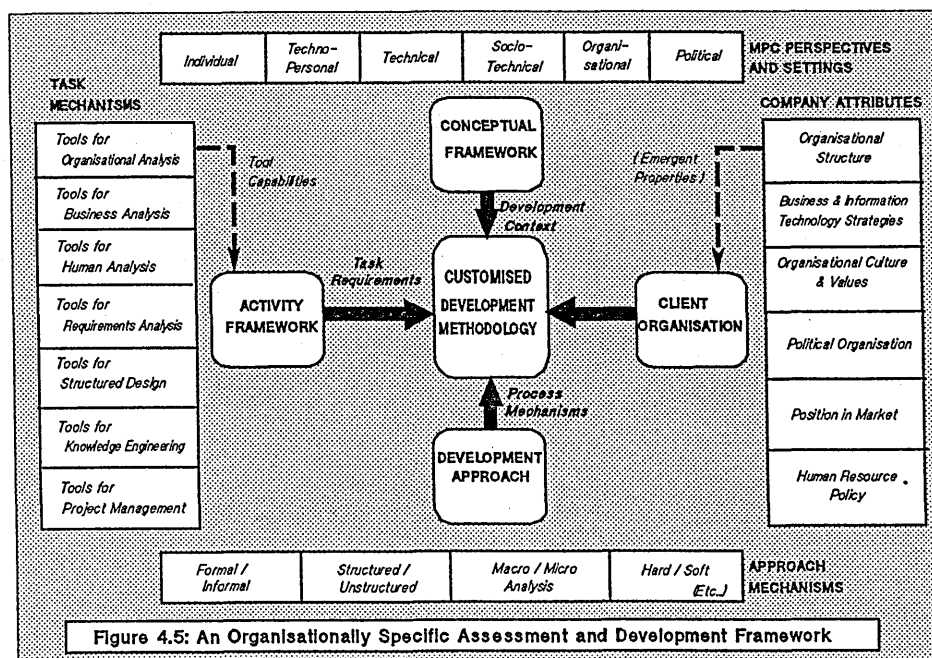 Individual
Techno-
Personal
Technical
Socio-
Technical
Organi-
sational
Political
MPC PERSPECTIVES
AND SETTINGS
TASK
MECHANISMS
Tools for
Organisational Analysis
Tools for
Business Analysis
Tools for
Human Analysis
Tools for
Requirements Analysis
Tools for
Structured Design
Tools for
Knowledge Engineering
Tools for
Project Management
Tool
Capabilities
CONCEPTUAL
FRAMEWORK
Development
Context
ACTIVITY
FRAMEWORK
Task
Requirements
CUSTOMISED
DEVELOPMENT
METHODOLOGY
CLIENT
ORGANISATION
( Emergent
Properties )
Process
Mechanisms
DEVELOPMENT
APPROACH
COMPANY ATTRIBUTES
Organisational
Structure
Business & Information
Technology Strategies
Organisational Culture
& Values
Political Organisation
Position in Market
Human Resource
Policy
Formal /
Informal
Structured /
Unstructured
Macro / Micro
Analysis
Hard / Soft
(Etc..)
APPROACH
MECHANISMS
Figure 4.5: An Organisationally Specific Assessment and Development Framework